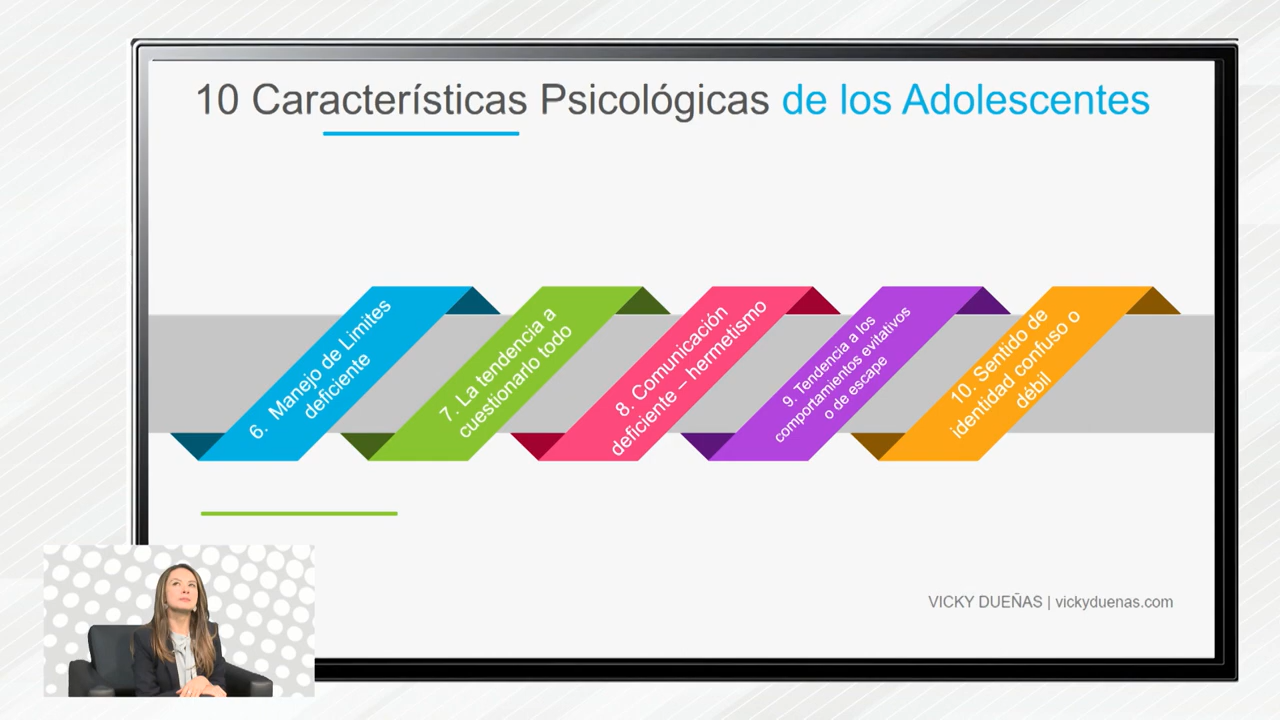 10 Características Psicológicas de los Adolescentes
6. Manejo de Limites
deficiente
7. La tendencia a
cuestionarlo todo
8. Comunicación
deficiente – hermetismo
9. Tendencia a los
comportamientos evitativos
o de escape
10. Sentido de
identidad confuso o
débil
VICKY DUEÑAS | vickyduenas.com